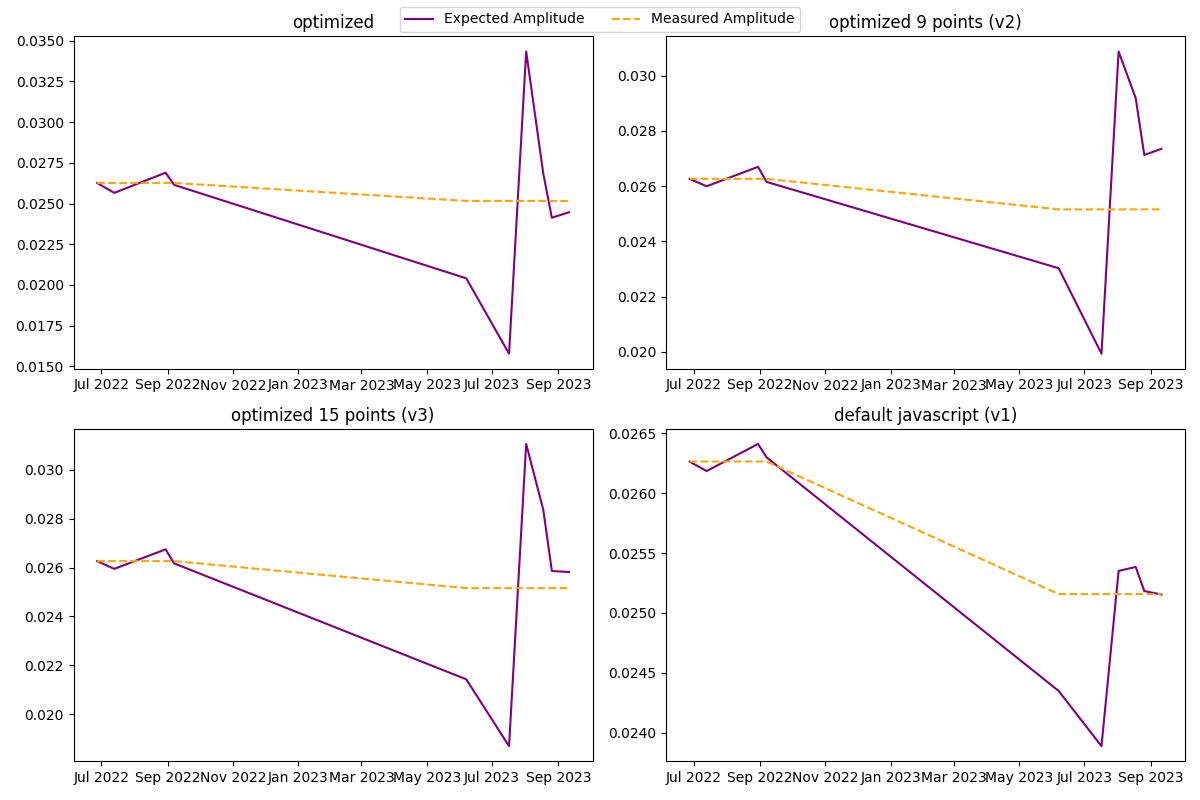 optimized
Expected Amplitude
Measured Amplitude
optimized 9 points (v2)
0.0350
0.0325
0.0300
0.0275
0.0250
0.0225
0.0200
0.0175
0.0150
Jul 2022 Sep 2022 Nov 2022 Jan 2023 Mar 2023 May 2023 Jul 2023 Sep 2023
0.030
0.028
0.026
0.024
0.022
0.020
Jul 2022 Sep 2022 Nov 2022 Jan 2023 Mar 2023 May 2023 Jul 2023 Sep 2023
optimized 15 points (v3)
0.030
0.028
0.026
0.024
0.022
0.020
Jul 2022 Sep 2022 Nov 2022 Jan 2023 Mar 2023 May 2023 Jul 2023 Sep 2023
default javascript (v1)
0.0265
0.0260
0.0255
0.0250
0.0245
0.0240
Jul 2022 Sep 2022 Nov 2022 Jan 2023 Mar 2023 May 2023 Jul 2023 Sep 2023